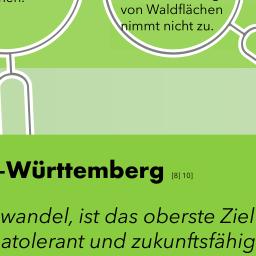 von Waldflächen
nimmt nicht zu.
-Württemberg [8| 10]
wandel, ist das oberste Ziel
atolerant und zukunftsfähig